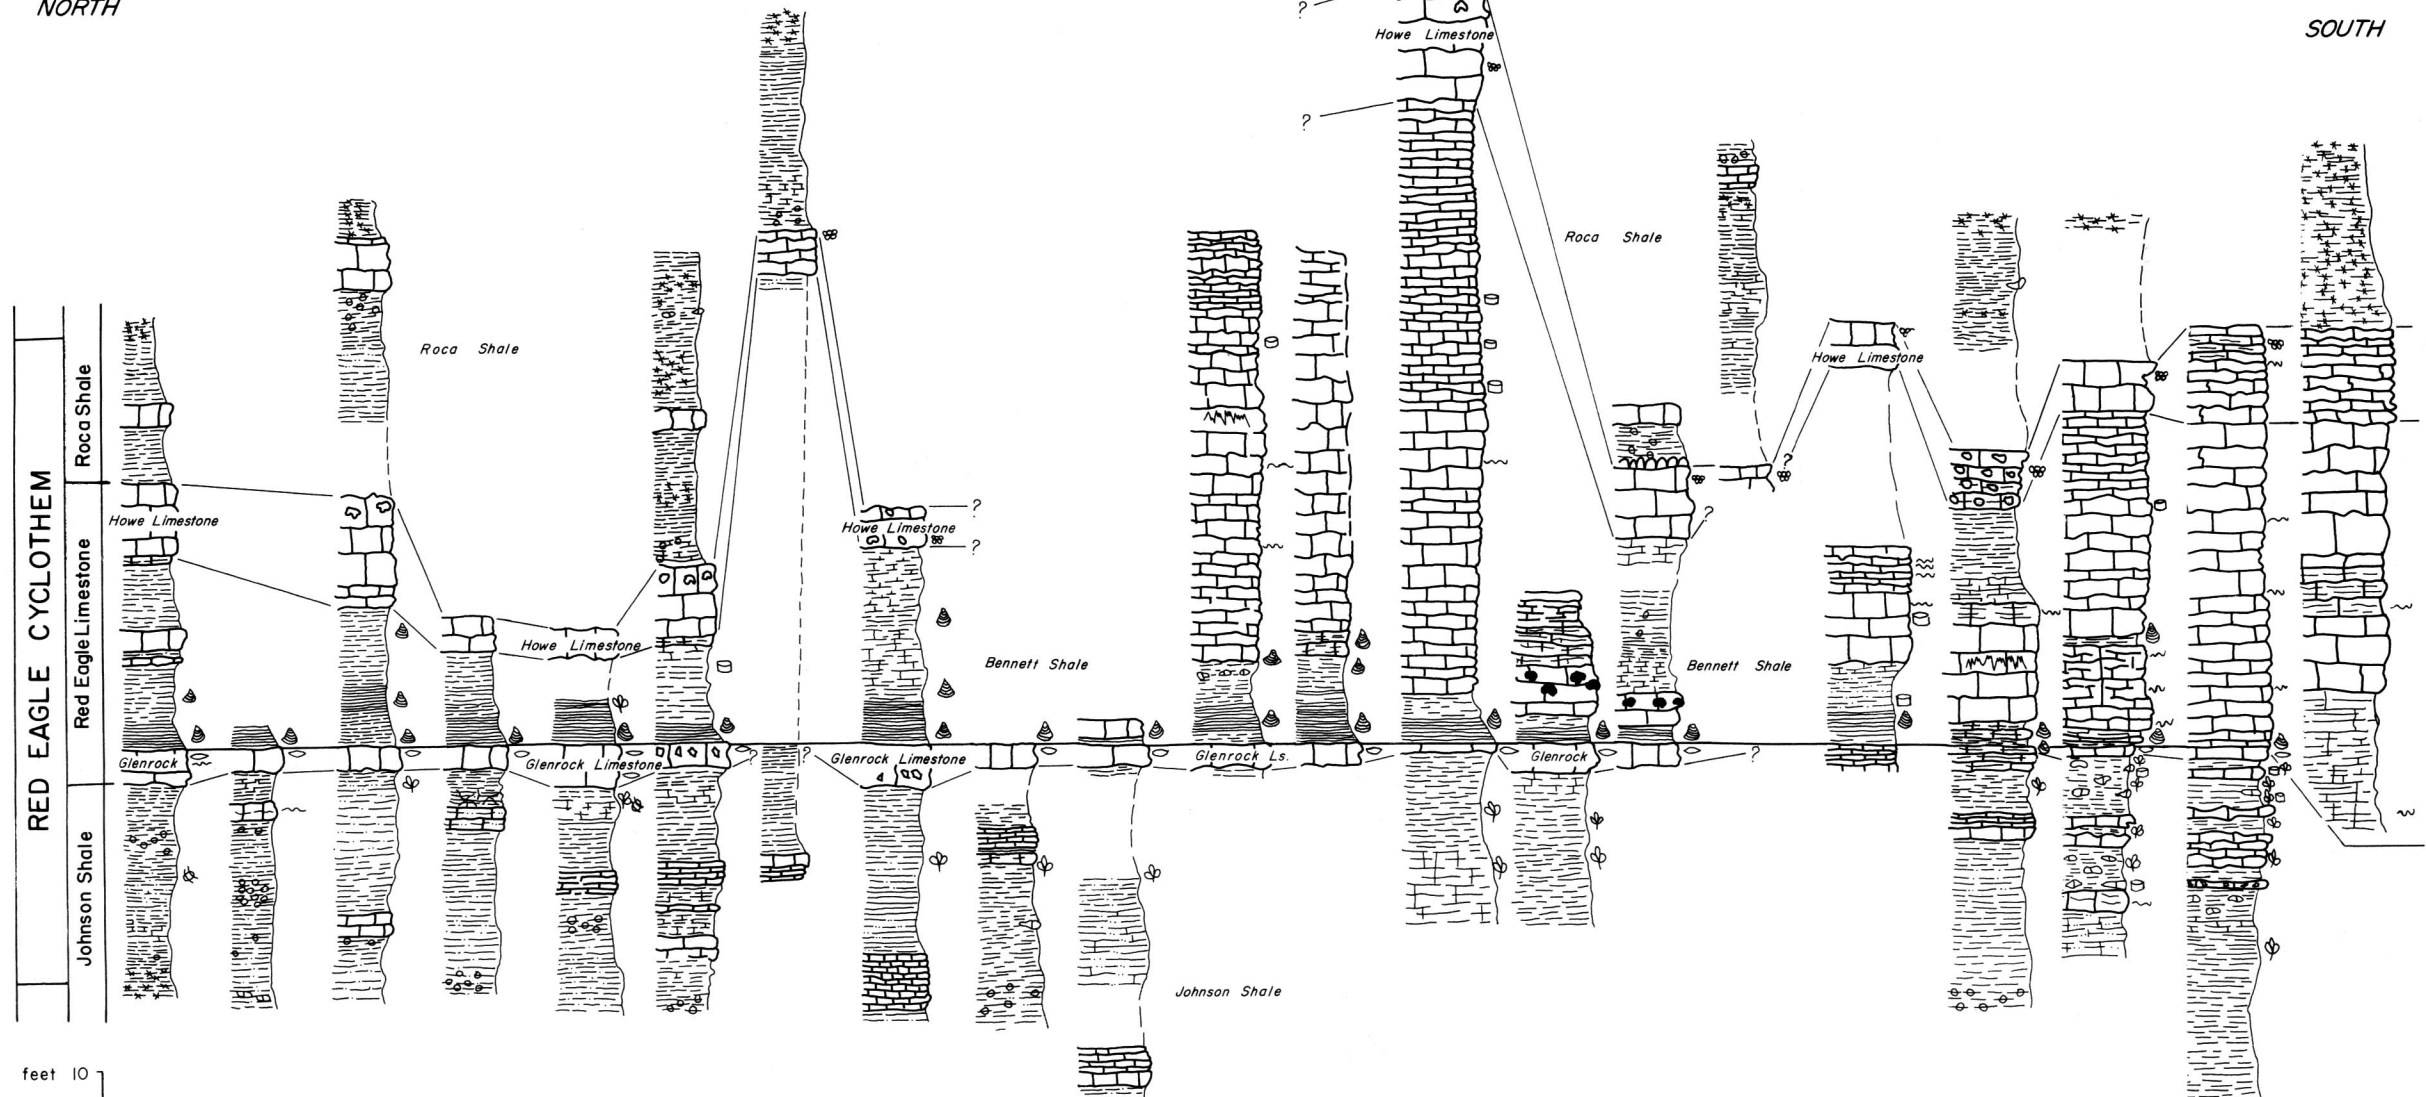 NORTH
SOUTH
?
Howe Limestone
?
Roca Shale
Roca Shale
Howe Limestone
?
Howe Limestone
?
Howe Limestone
?
?
Howe Limestone
Bennett Shale
Bennett Shale
Glenrock
Glenrock Limestone
?
?
Glenrock Limestone
Glenrock Ls.
Glenrock
?
Johnson Shale
RED EAGLE CYCLOTHEM
Roca Shale
Red Eagle Limestone
Johnson Shale
feet 10